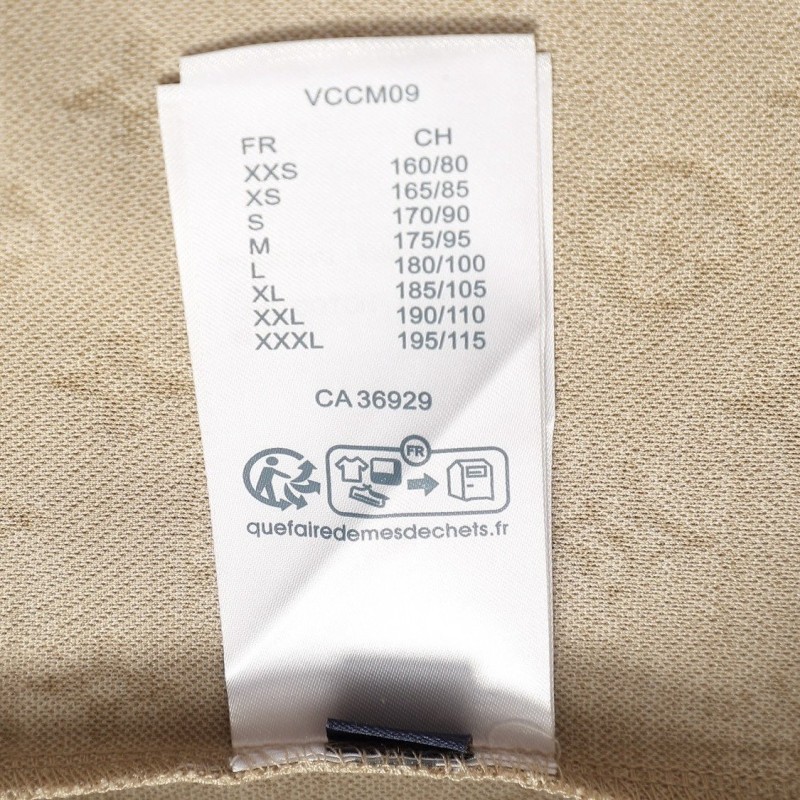 VCCM09
FR CH
XXS 160/80
XS 165/85
S 170/90
M 175/95
L 180/100
XL 185/105
XXL 190/110
XXXL 195/115
CA 36929
FR
quefairedemesdechets.fr